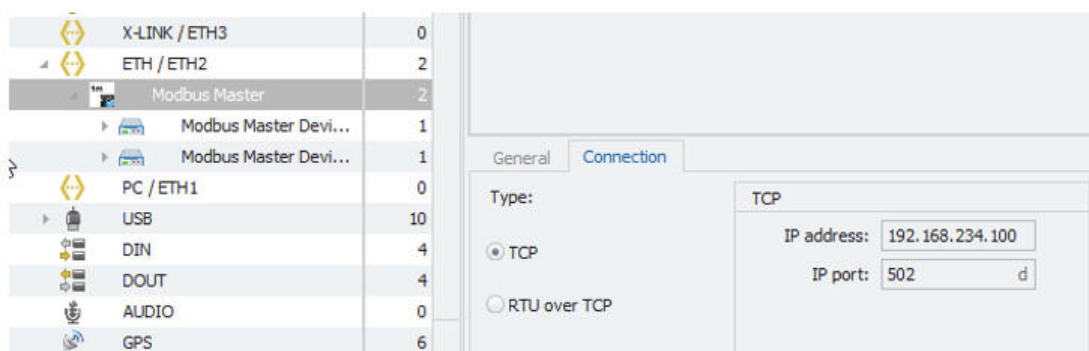 X-LINK / ETH3 0
ETH / ETH2 2
1m Modbus Master 2
Modbus Master Devi... 1
Modbus Master Devi... 1
PC / ETH1 0
USB 10
DIN 4
DOUT 4
AUDIO 0
GPS 6
General Connection
Type:
TCP
RTU over TCP
TCP
IP address: 192.168.234.100
IP port: 502 d